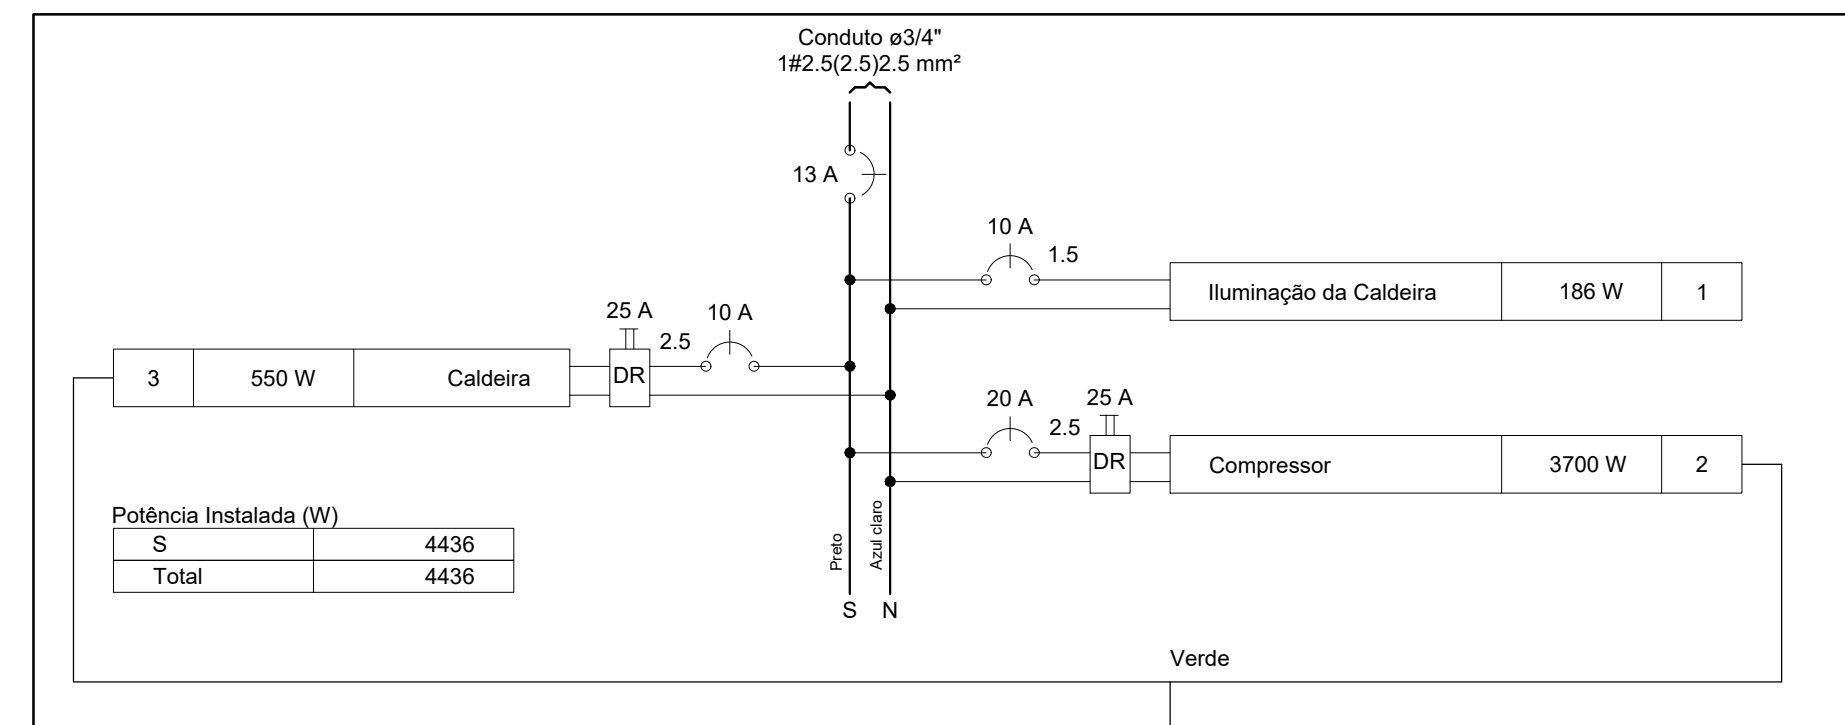 Conduto ø3/4"
1#2.5(2.5)2.5 mm²
13 A
10 A
1.5
Iluminação da Caldeira 186 W 1
25 A
2.5
10 A
3 550 W Caldeira DR
20 A
2.5
25 A
DR Compressor 3700 W 2
Potência Instalada (W)
S 4436
Total 4436
Preto
Azul claro
S N
Verde